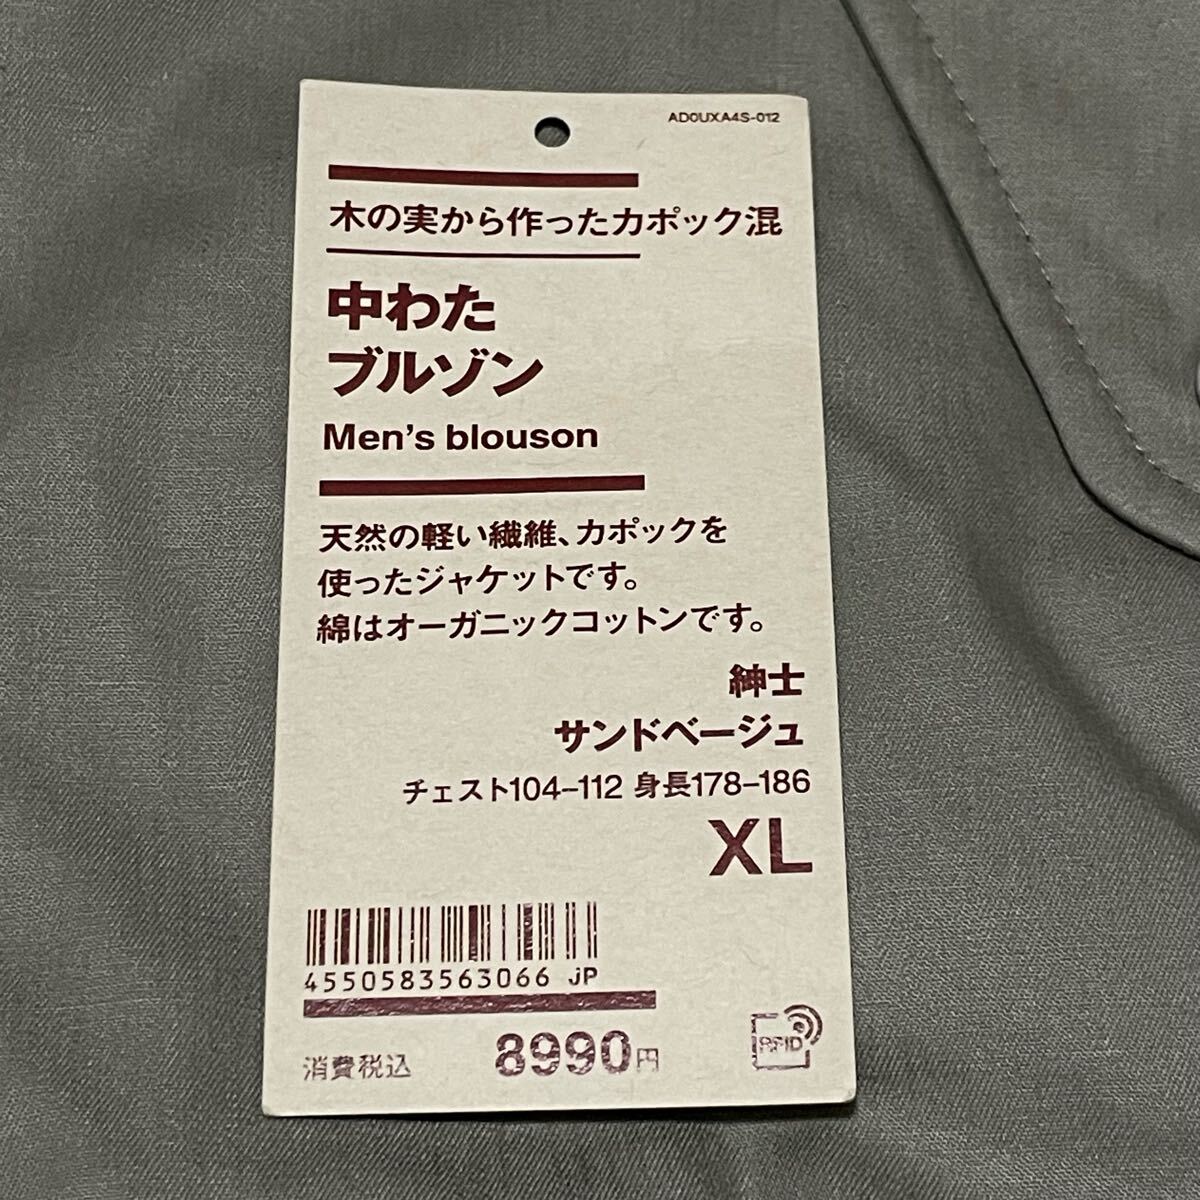 AD0UXA4S-012
木の実から作ったカポック混
中わた
ブルゾン
Men's blouson
天然の軽い繊維、カポックを
使ったジャケットです。
綿はオーガニックコットンです。
紳士
サンドベージュ
チェスト104-112 身長178-186
XL
4550583563066 JP
消費税込 8990円
RFID